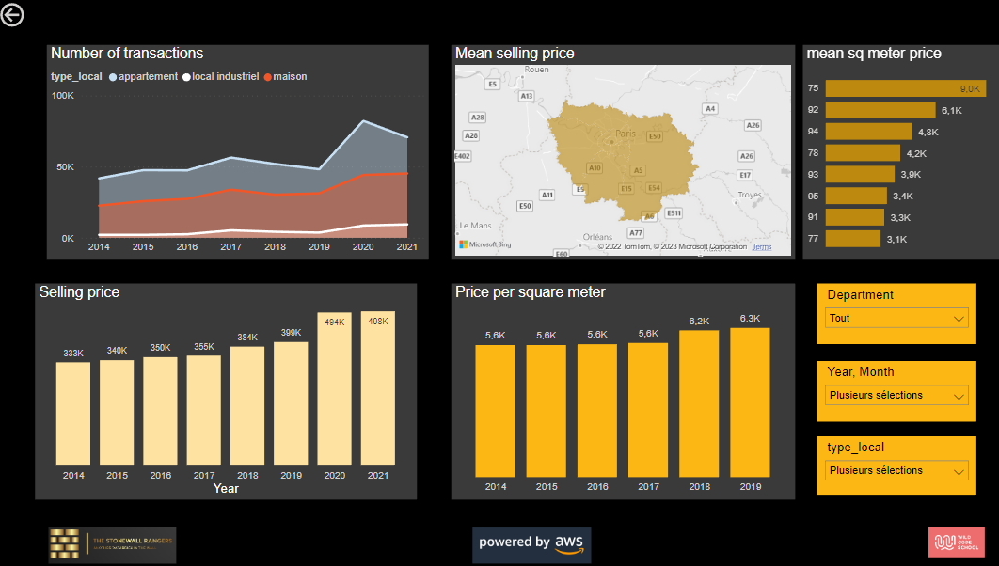 Number of transactions
type_local appartement local industriel maison
100K
50K
0K
2014 2015 2016 2017 2018 2019 2020 2021
Mean selling price
Rouen
E5
A13
A4
A28
A26
A28
Paris
E50
E402
A26
A10
A5
E17
E5
E15
E54
A11
Troyes
E50
A6
E511
Le Mans
A77
Orléans
Microsoft Bing
© 2022 TomTom, © 2023 Microsoft Corporation Terms
E60
mean sq meter price
75 9,0K
92 6,1K
94 4,8K
78 4,2K
93 3,9K
95 3,4K
91 3,3K
77 3,1K
Selling price
333K 340K 350K 355K 384K 399K 494K 498K
2014 2015 2016 2017 2018 2019 2020 2021
Year
Price per square meter
5,6K 5,6K 5,6K 5,6K 6,2K 6,3K
2014 2015 2016 2017 2018 2019
Department
Tout
Year, Month
Plusieurs sélections
type_local
Plusieurs sélections
THE STONEWALL RANGERS
powered by aws
WILD
CODE
SCHOOL